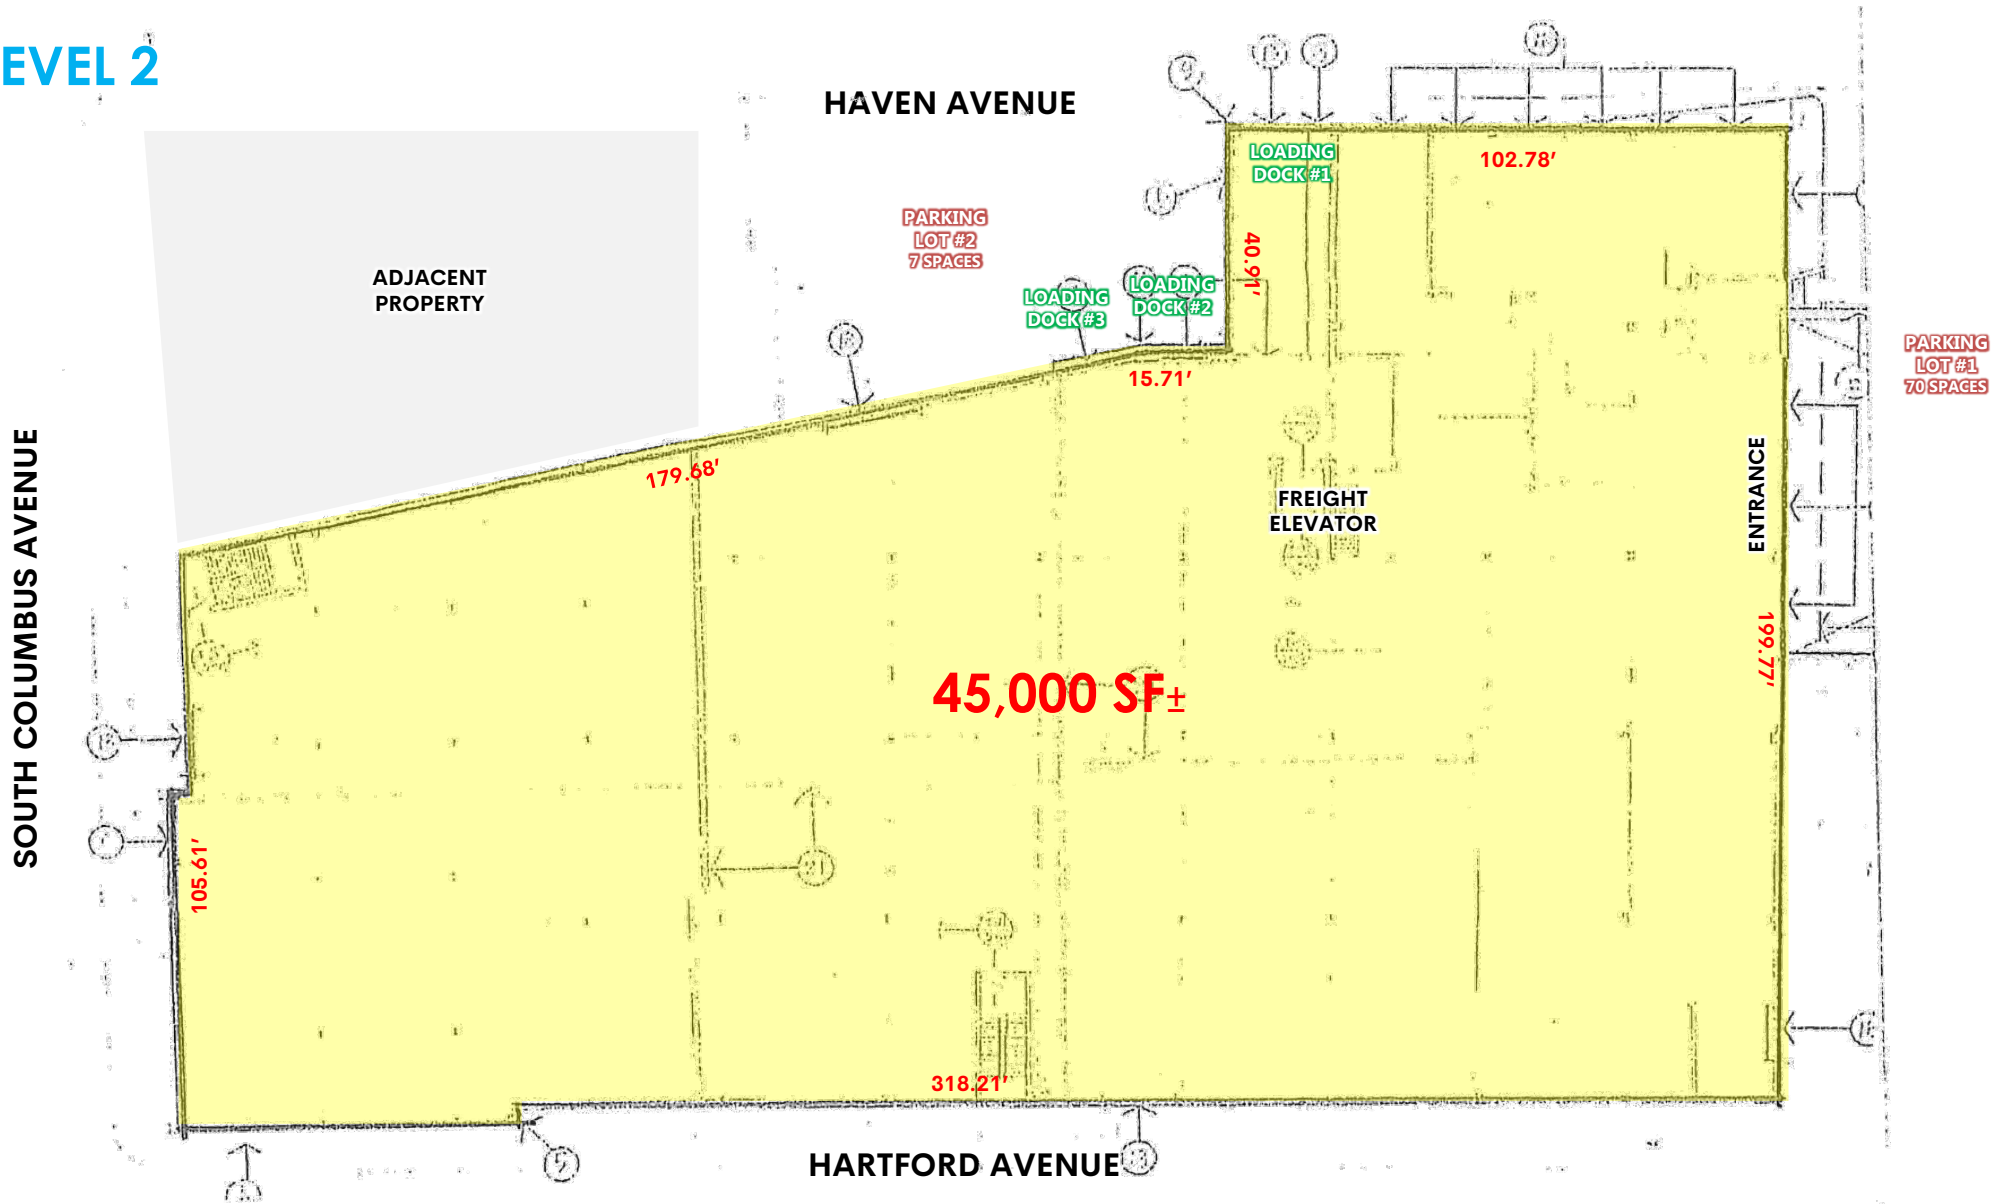 EVEL 2
HAVEN AVENUE
LOADING
DOCK #1
102.78'
PARKING
LOT #2
7 SPACES
40.91'
ADJACENT
PROPERTY
LOADING
DOCK #3
LOADING
DOCK #2
15.71'
PARKING
LOT #1
70 SPACES
179.68'
SOUTH COLUMBUS AVENUE
FREIGHT
ELEVATOR
ENTRANCE
199.77'
45,000 SF±
105.61'
318.21'
HARTFORD AVENUE